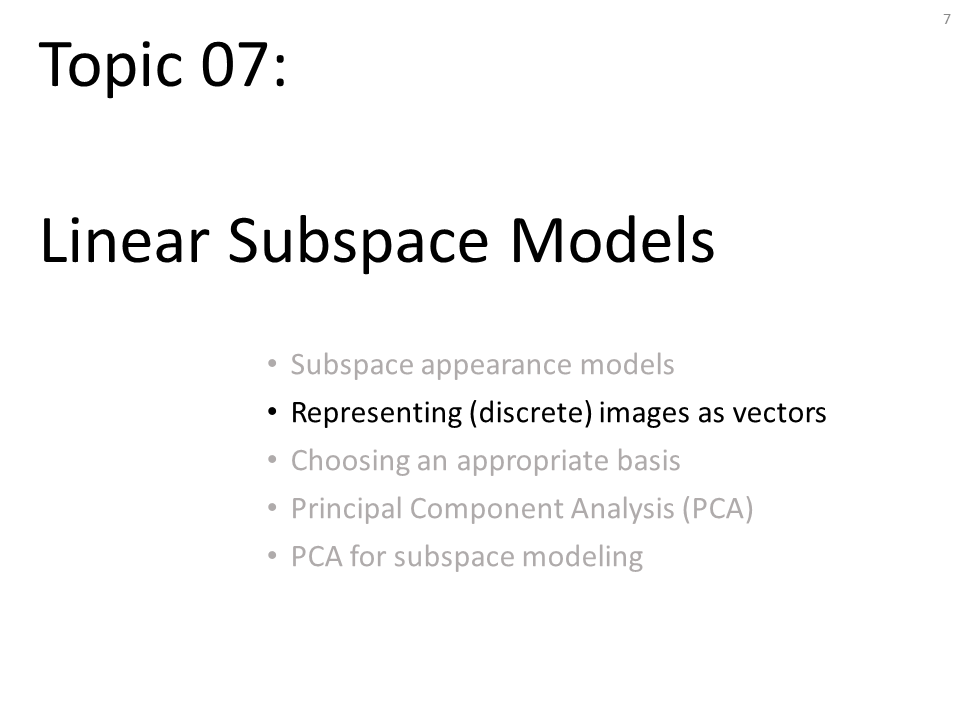 7
Topic 07:
Linear Subspace Models
• Subspace appearance models
• Representing (discrete) images as vectors
• Choosing an appropriate basis
• Principal Component Analysis (PCA)
• PCA for subspace modeling